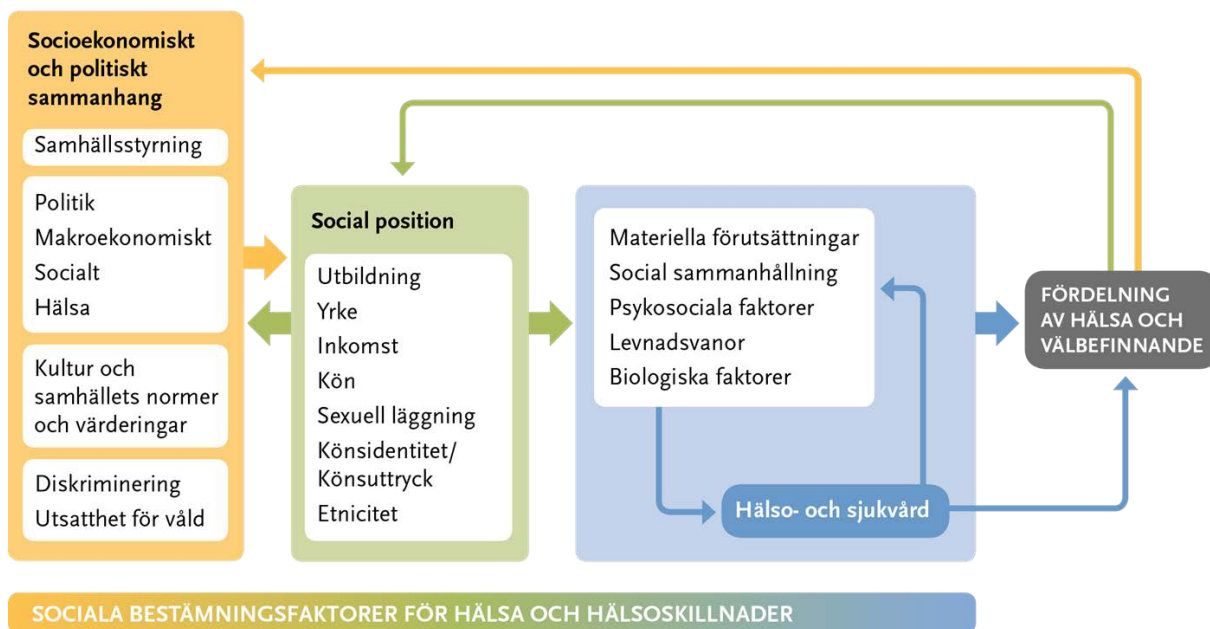 Socioekonomiskt
och politiskt
sammanhang
Samhällsstyrning
Politik
Makroekonomiskt
Socialt
Hälsa
Kultur och
samhällets normer
och värderingar
Diskriminering
Utsatthet för våld
Social position
Utbildning
Yrke
Inkomst
Kön
Sexuell läggning
Könsidentitet/
Könsuttryck
Etnicitet
Materiella förutsättningar
Social sammanhållning
Psykosociala faktorer
Levnadsvanor
Biologiska faktorer
Hälso- och sjukvård
FÖRDELNING
AV HÄLSA OCH
VÄLBEFINNANDE
SOCIALA BESTÄMNINGSFAKTORER FÖR HÄLSA OCH HÄLSOSKILLNADER